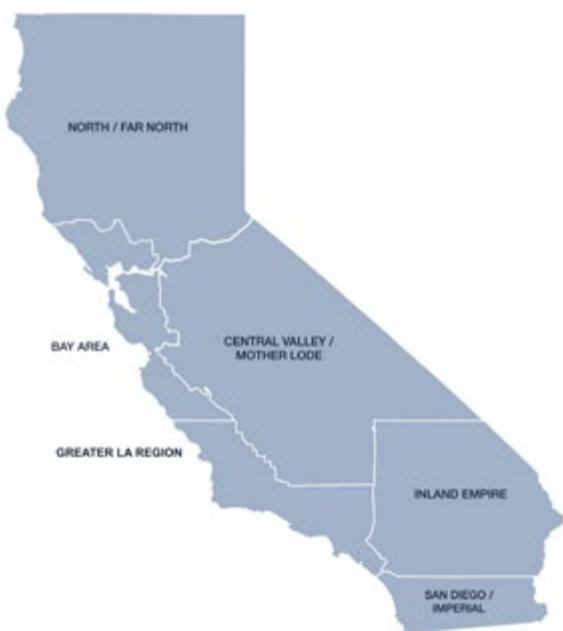 NORTH / FAR NORTH
BAY AREA
CENTRAL VALLEY /
MOTHER LODE
GREATER LA REGION
INLAND EMPIRE
SAN DIEGO /
IMPERIAL